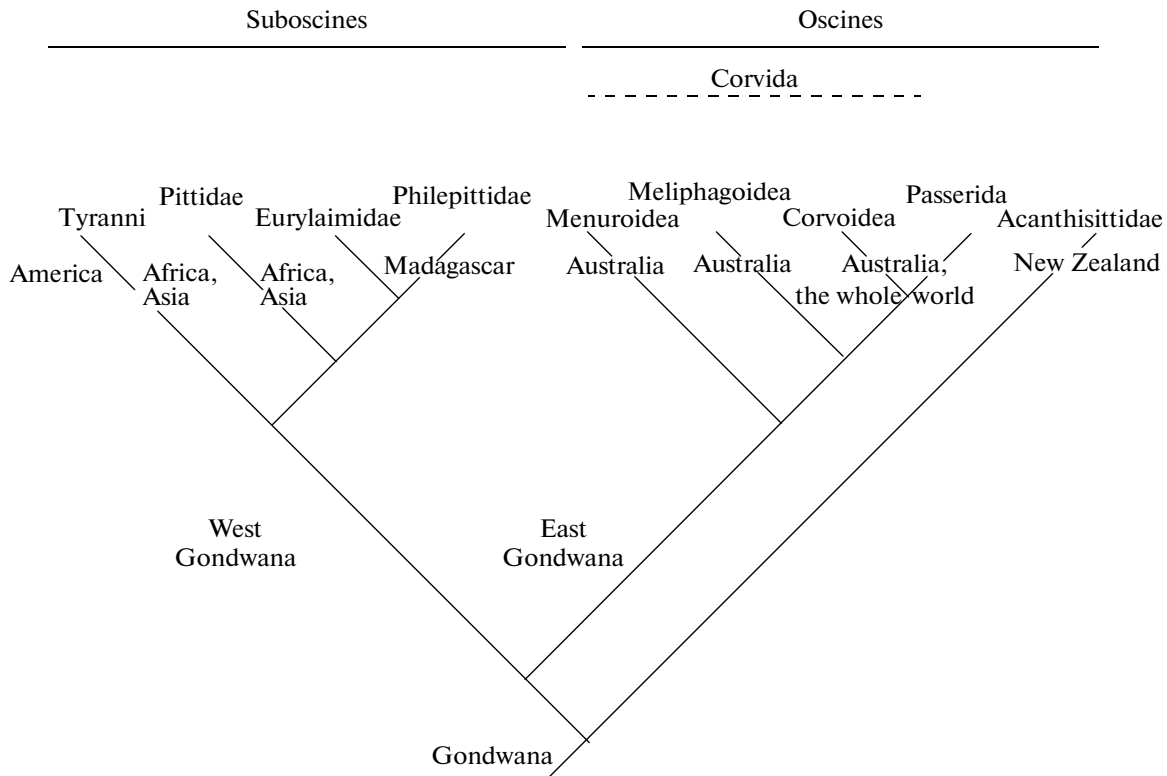 Suboscines
Oscines
Corvida
Philepittidae
Meliphagoidea
Passerida
Pittidae
Tyranni
Eurylaimidae
Menuroidea
Corvoidea
Acanthisittidae
America
Africa,
Asia
Africa,
Asia
Madagascar
Australia
Australia
Australia,
the whole world
New Zealand
West
Gondwana
East
Gondwana
Gondwana